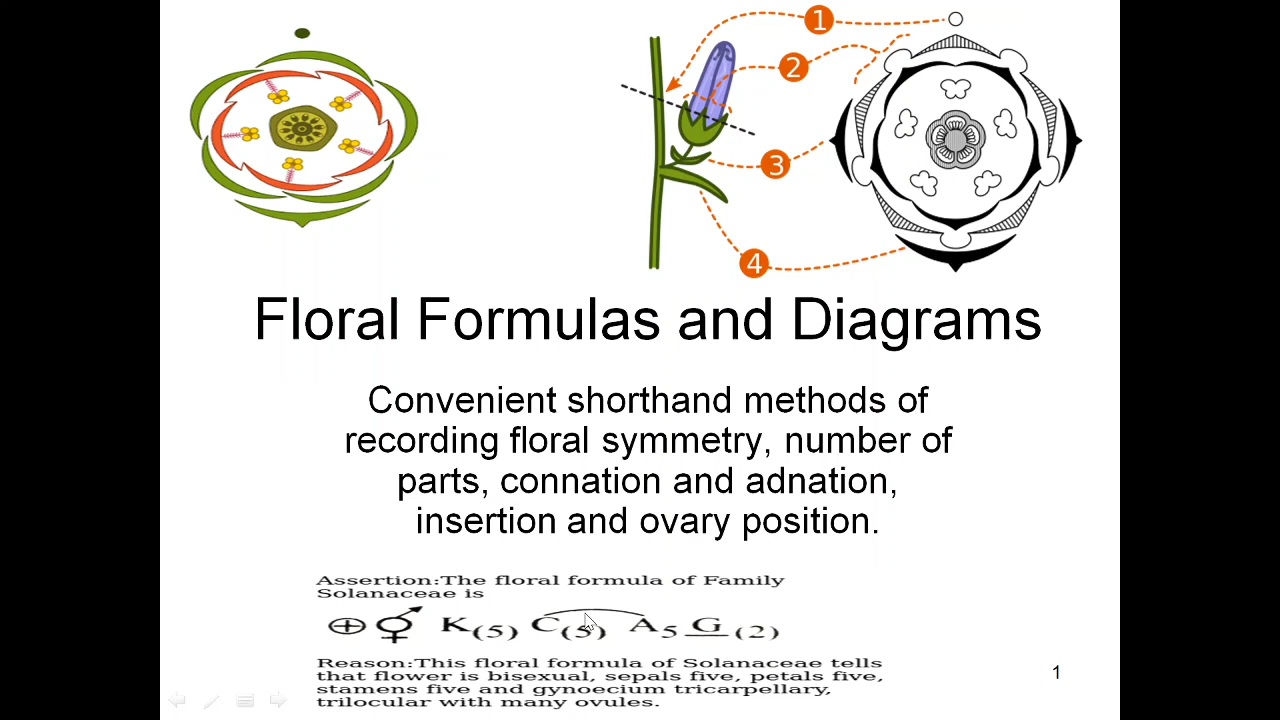 1
2
3
4
Floral Formulas and Diagrams
Convenient shorthand methods of
recording floral symmetry, number of
parts, connation and adnation,
insertion and ovary position.
Assertion:The floral formula of Family
Solanaceae is
⊕ ⚥ K(5) C(5) A5 G(2)
Reason:This floral formula of Solanaceae tells
that flower is bisexual, sepals five, petals five,
stamens five and gynoecium tricarpellary,
trilocular with many ovules.
1